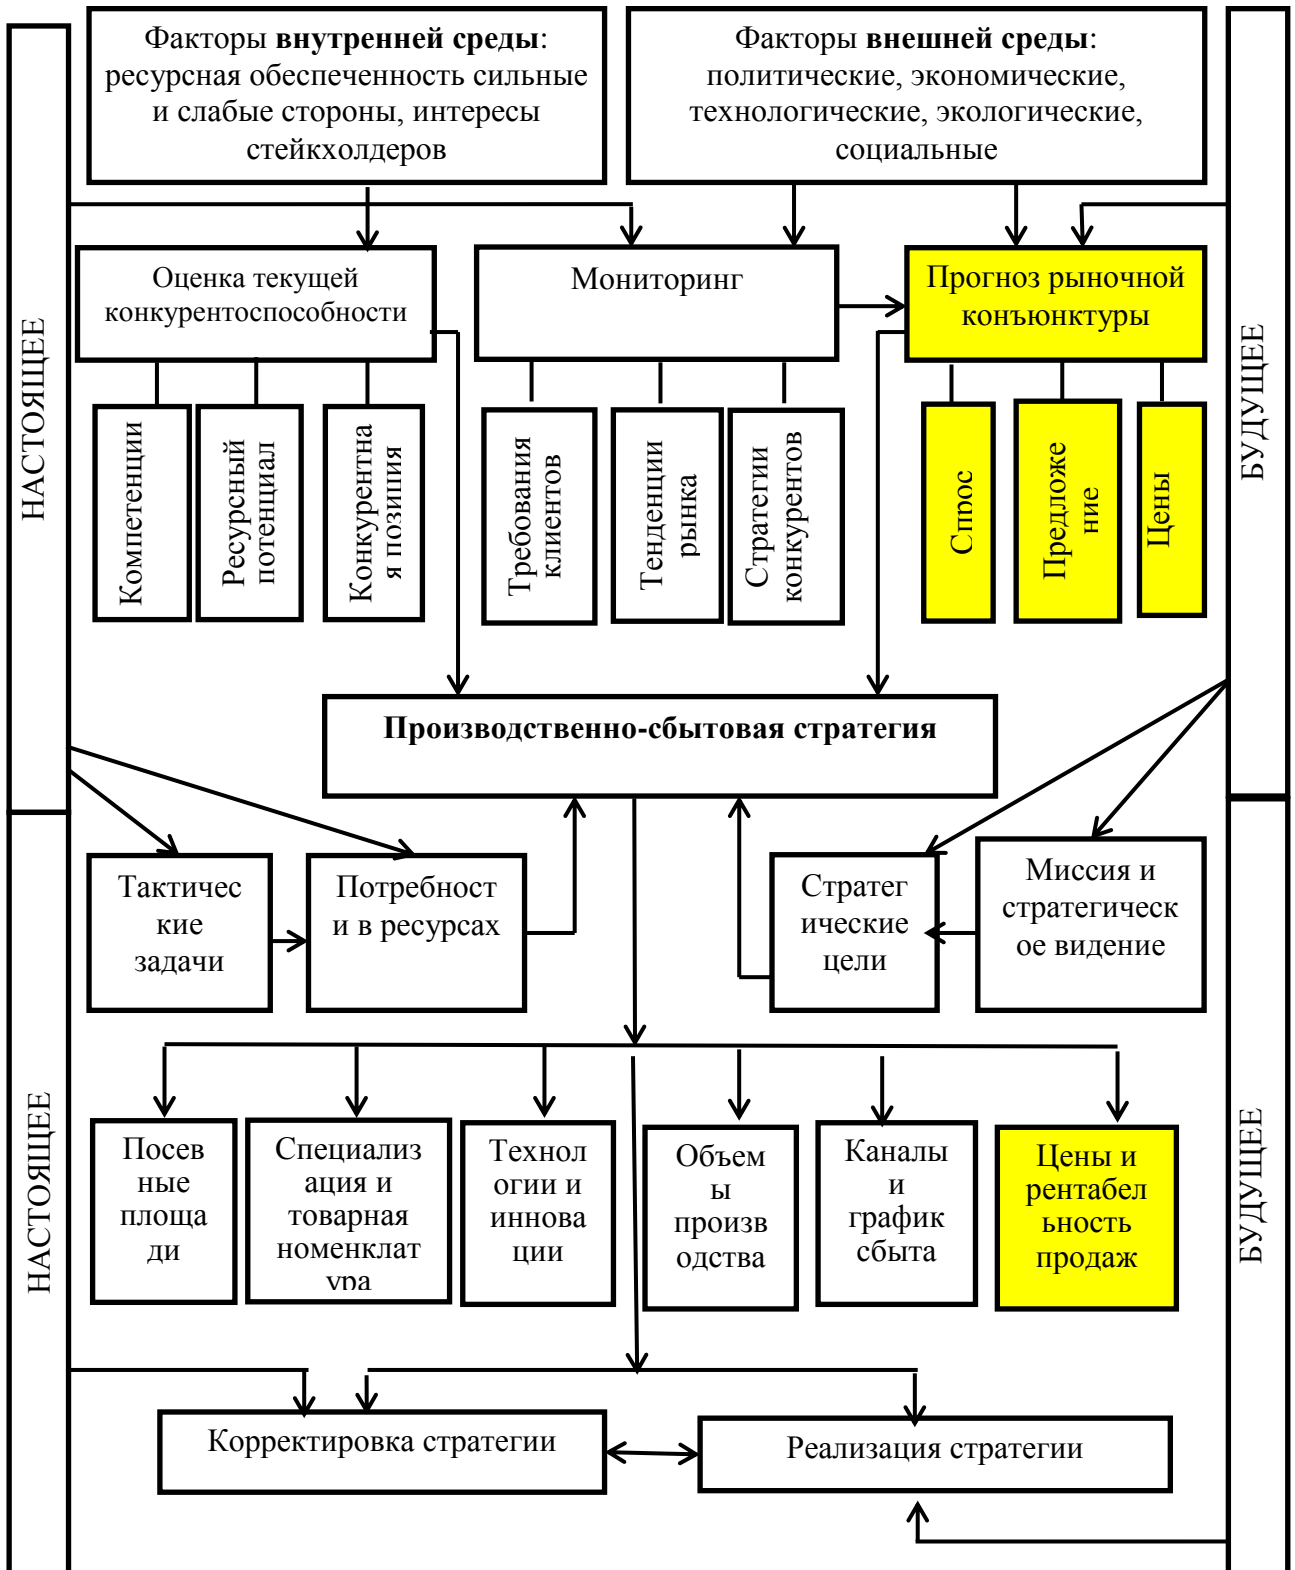 Факторы внутренней среды:
ресурсная обеспеченность сильные
и слабые стороны, интересы
стейкхолдеров
Факторы внешней среды:
политические, экономические,
технологические, экологические,
социальные
НАСТОЯЩЕЕ
БУДУЩЕЕ
Оценка текущей
конкурентоспособности
Мониторинг
Прогноз рыночной
конъюнктуры
Компетенции
Ресурсный
потенциал
Конкурентна
я позиция
Требования
клиентов
Тенденции
рынка
Стратегии
конкурентов
Спрос
Предложе
ние
Цены
Производственно-сбытовая стратегия
НАСТОЯЩЕЕ
БУДУЩЕЕ
Тактичес
кие
задачи
Потребност
и в ресурсах
Стратег
ические
цели
Миссия и
стратегическ
ое видение
Посев
ные
площа
ди
Специализ
ация и
товарная
номенклат
ура
Технол
огии и
иннова
ции
Объем
ы
произв
одства
Каналы
и
график
сбыта
Цены и
рентабел
ьность
продаж
Корректировка стратегии
Реализация стратегии